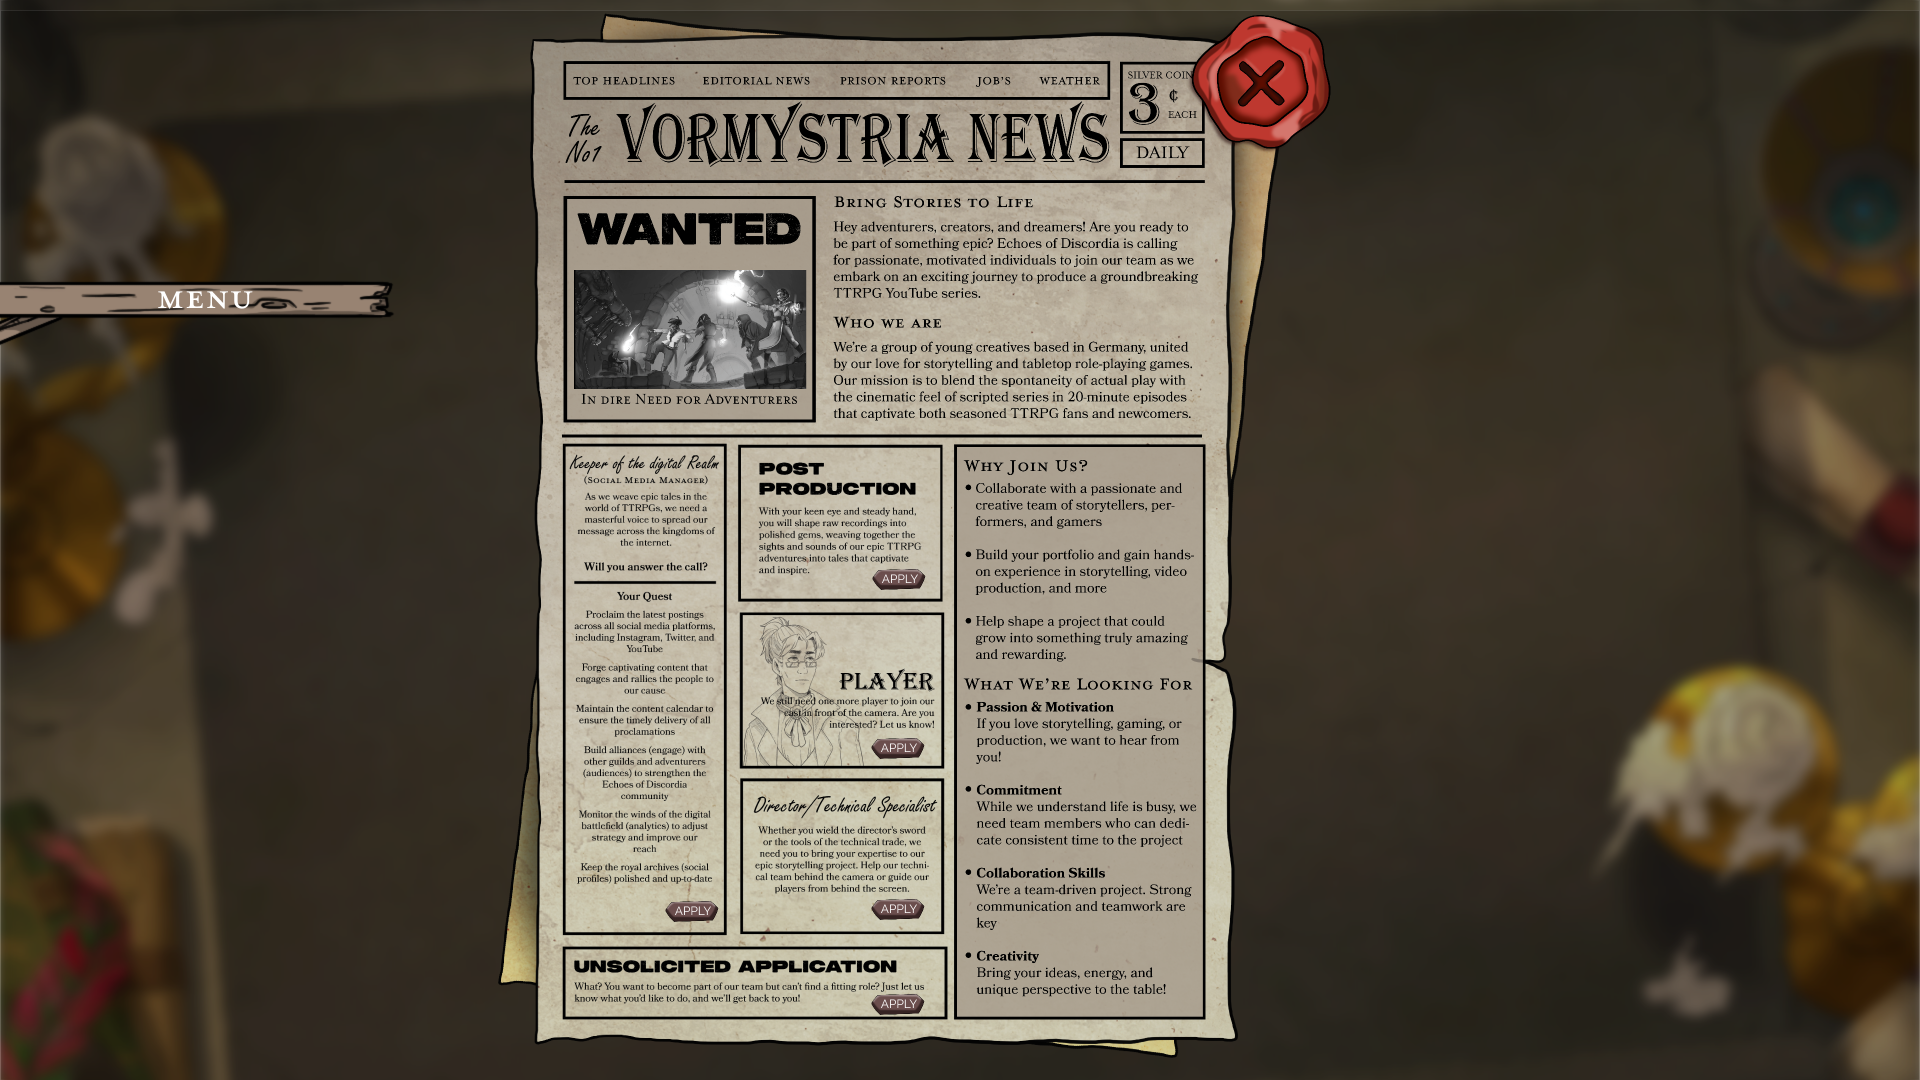 TOP HEADLINES EDITORIAL NEWS PRISON REPORTS JOB'S WEATHER
SILVER COIN
3 ¢
EACH
DAILY
The
No1
VORMYSTRIA NEWS
MENU
WANTED
IN DIRE NEED FOR ADVENTURERS
BRING STORIES TO LIFE
Hey adventurers, creators, and dreamers! Are you ready to
be part of something epic? Echoes of Discordia is calling
for passionate, motivated individuals to join our team as we
embark on an exciting journey to produce a groundbreaking
TTRPG YouTube series.
WHO WE ARE
We're a group of young creatives based in Germany, united
by our love for storytelling and tabletop role-playing games.
Our mission is to blend the spontaneity of actual play with
the cinematic feel of scripted series in 20-minute episodes
that captivate both seasoned TTRPG fans and newcomers.
Keeper of the digital Realm
(SOCIAL MEDIA MANAGER)
As we weave epic tales in the
world of TTRPGs, we need a
masterful voice to spread our
message across the kingdoms of
the internet.
Will you answer the call?
Your Quest
Proclaim the latest postings
across all social media platforms,
including Instagram, Twitter, and
YouTube
Forge captivating content that
engages and rallies the people to
our cause
Maintain the content calendar to
ensure the timely delivery of all
proclamations
Build alliances (engage) with
other guilds and adventurers
(audiences) to strengthen the
Echoes of Discordia
community
Monitor the winds of the digital
battlefield (analytics) to adjust
strategy and improve our
reach
Keep the royal archives (social
profiles) polished and up-to-date
APPLY
POST
PRODUCTION
With your keen eye and steady hand,
you will shape raw recordings into
polished gems, weaving together the
sights and sounds of our epic TTRPG
adventures,into tales that captivate
and inspire.
APPLY
PLAYER
We still need one more player to join our
cast in front of the camera. Are you
interested? Let us know!
APPLY
Director/Technical Specialist
Whether you wield the director's sword
or the tools of the technical trade, we
need you to bring your expertise to our
epic storytelling project. Help our techni-
cal team behind the camera or guide our
players from behind the screen.
APPLY
UNSOLICITED APPLICATION
What? You want to become part of our team but can't find a fitting role? Just let us
know what you'd like to do, and we'll get back to you!
APPLY
WHY JOIN US?
• Collaborate with a passionate and
creative team of storytellers, per-
formers, and gamers
• Build your portfolio and gain hands-
on experience in storytelling, video
production, and more
• Help shape a project that could
grow into something truly amazing
and rewarding.
WHAT WE'RE LOOKING FOR
• Passion & Motivation
If you love storytelling, gaming, or
production, we want to hear from
you!
• Commitment
While we understand life is busy, we
need team members who can dedi-
cate consistent time to the project
• Collaboration Skills
We're a team-driven project. Strong
communication and teamwork are
key
• Creativity
Bring your ideas, energy, and
unique perspective to the table!